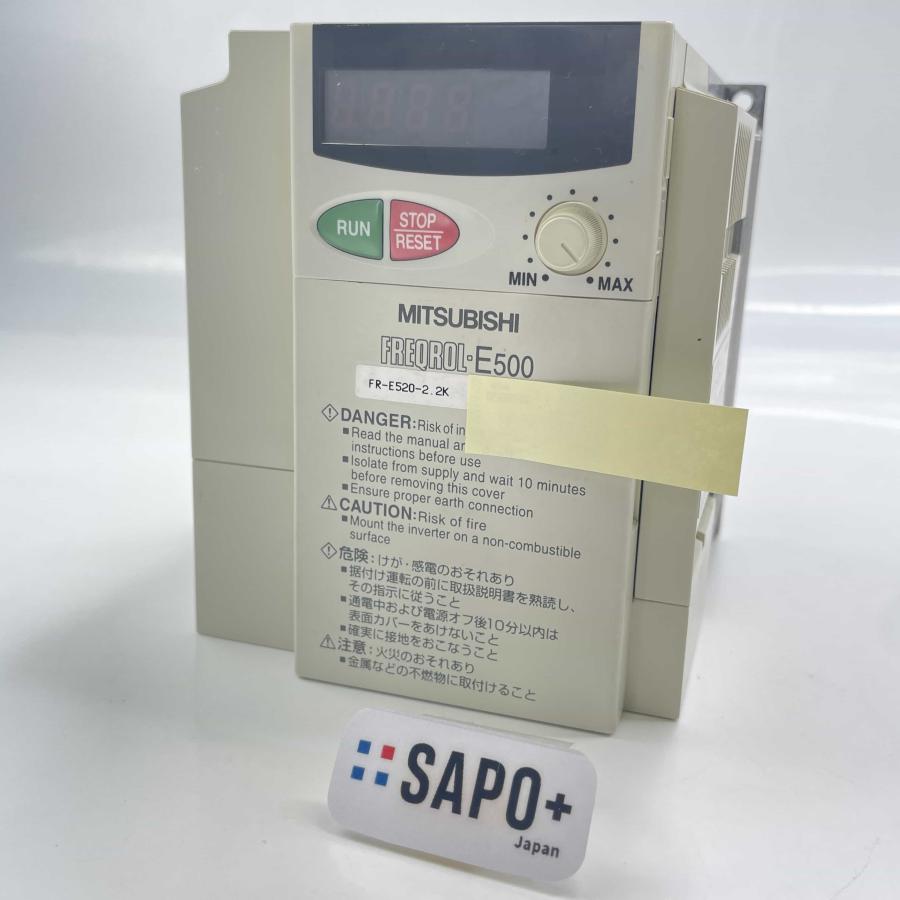 RUN
STOP
RESET
MIN
MAX
MITSUBISHI
FREQROL-E500
FR-E520-2.2K
DANGER: Risk of in
Read the manual an
instructions before use
Isolate from supply and wait 10 minutes
before removing this cover
Ensure proper earth connection
CAUTION: Risk of fire
Mount the inverter on a non-combustible
surface
危険：けが・感電のおそれあり
据付け運転の前に取扱説明書を熟読し、
その指示に従うこと
通電中および電源オフ後10分以内は
表面カバーをあけないこと
確実に接地をおこなうこと
注意：火災のおそれあり
金属などの不燃物に取付けること
SAPO+
Japan